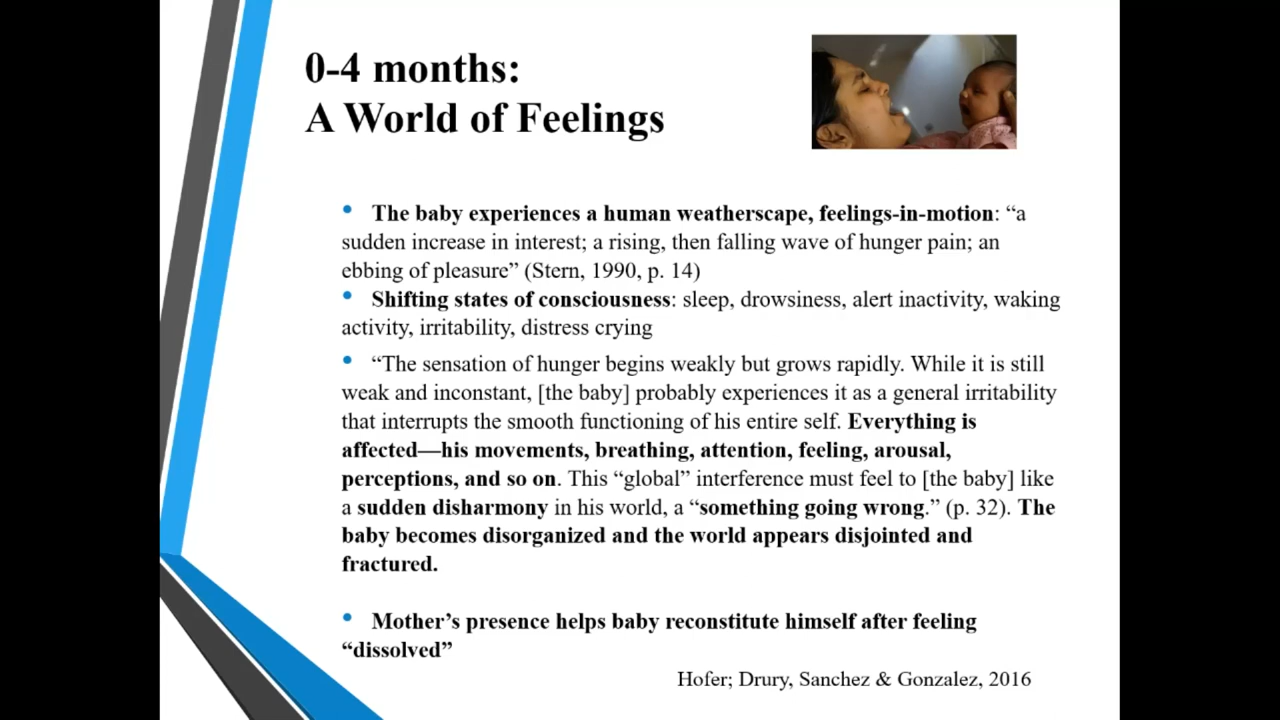 0-4 months:
A World of Feelings
• The baby experiences a human weatherscape, feelings-in-motion: “a
sudden increase in interest; a rising, then falling wave of hunger pain; an
ebbing of pleasure” (Stern, 1990, p. 14)
• Shifting states of consciousness: sleep, drowsiness, alert inactivity, waking
activity, irritability, distress crying
• “The sensation of hunger begins weakly but grows rapidly. While it is still
weak and inconstant, [the baby] probably experiences it as a general irritability
that interrupts the smooth functioning of his entire self. Everything is
affected—his movements, breathing, attention, feeling, arousal,
perceptions, and so on. This “global” interference must feel to [the baby] like
a sudden disharmony in his world, a “something going wrong.” (p. 32). The
baby becomes disorganized and the world appears disjointed and
fractured.
• Mother’s presence helps baby reconstitute himself after feeling
“dissolved”
Hofer; Drury, Sanchez & Gonzalez, 2016